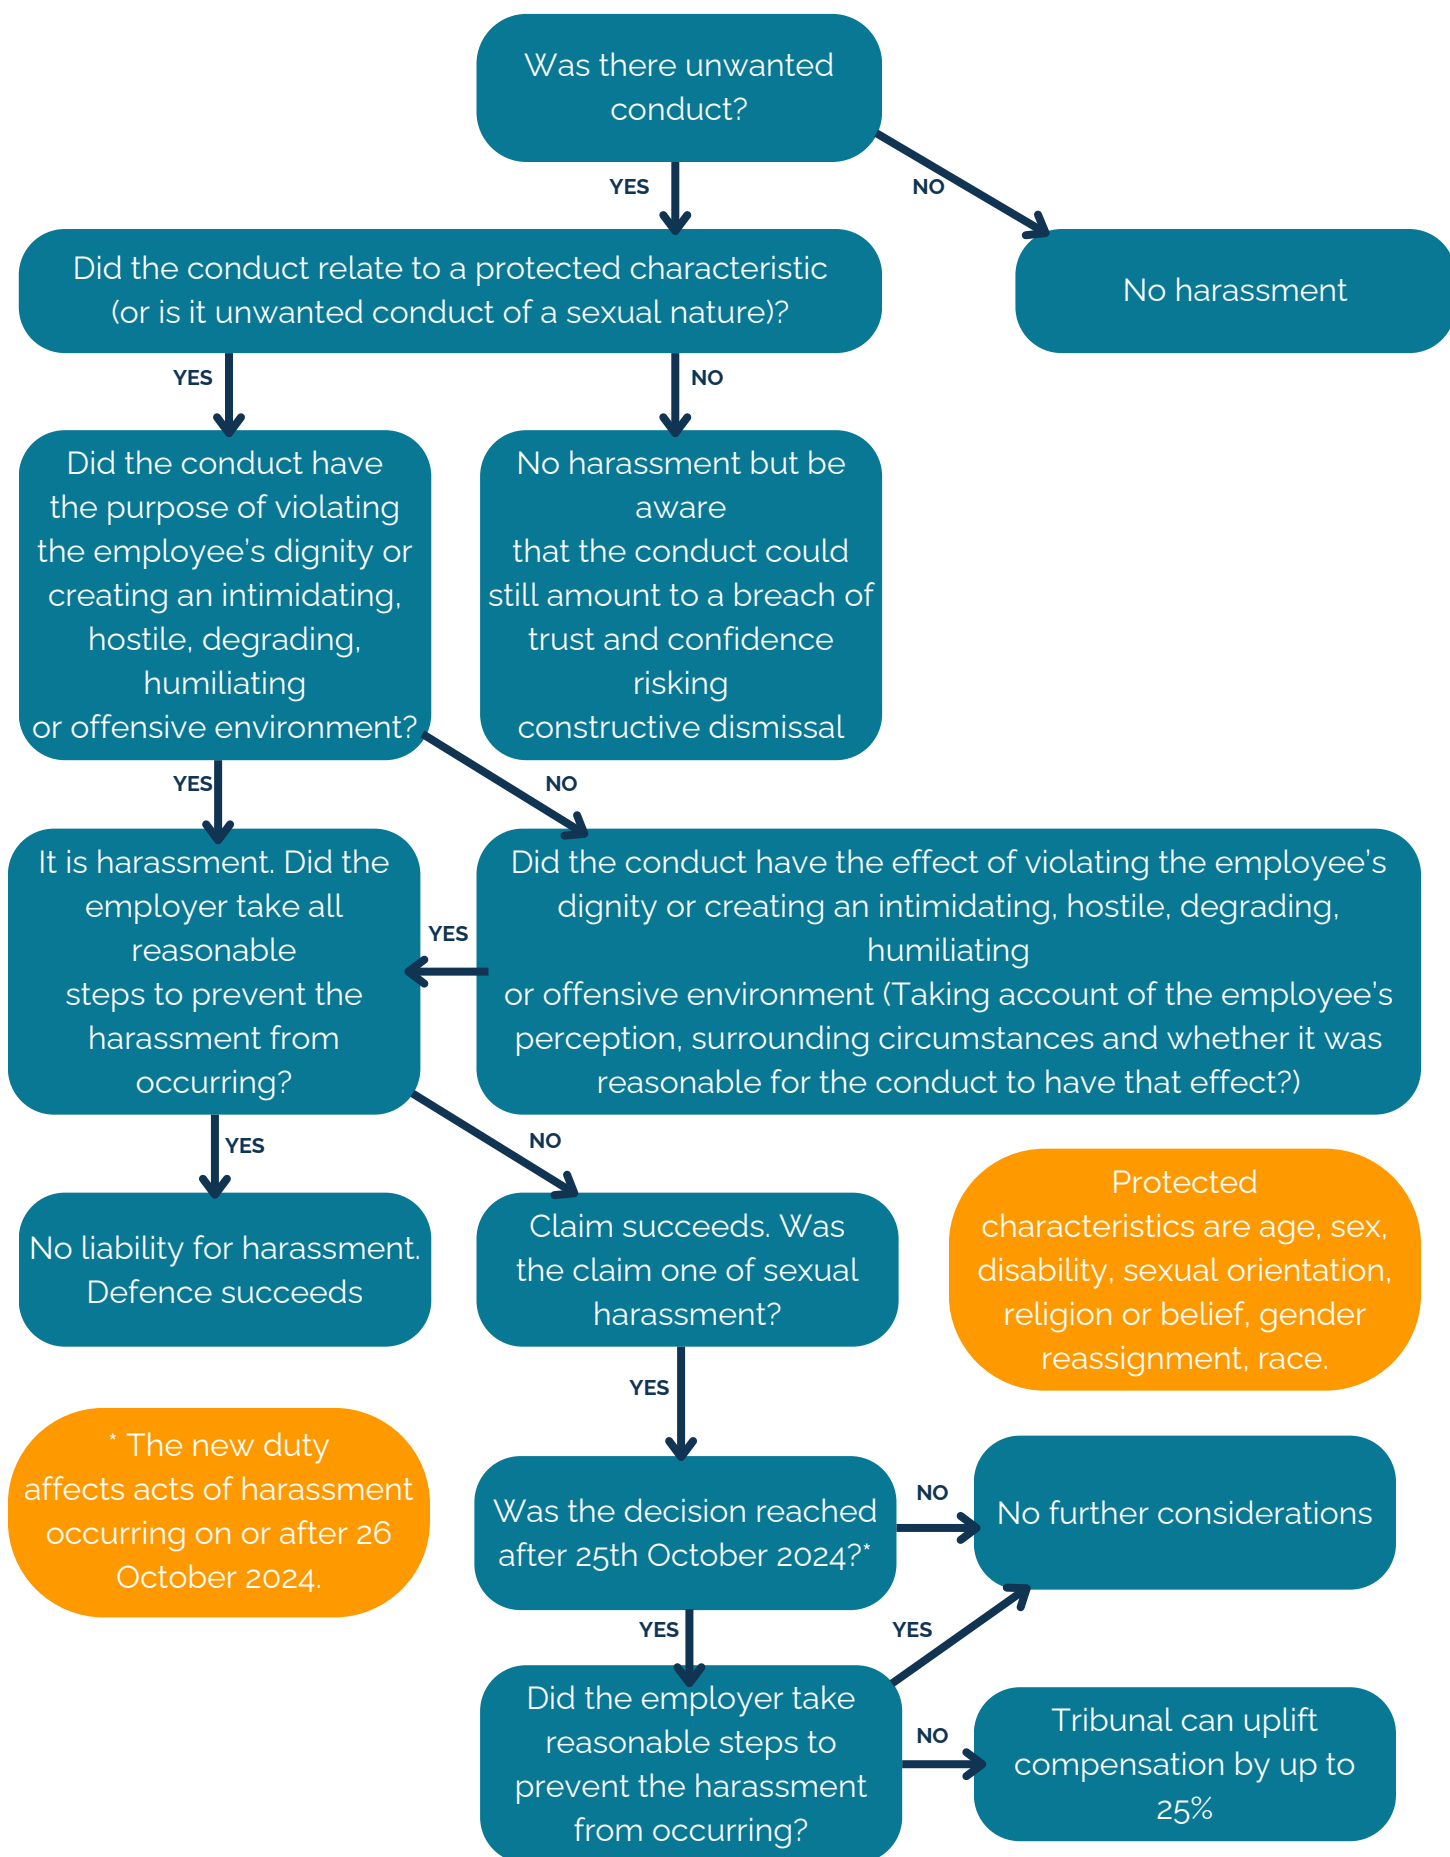 Was there unwanted
conduct?
YES
NO
Did the conduct relate to a protected characteristic
(or is it unwanted conduct of a sexual nature)?
No harassment
YES
NO
Did the conduct have
the purpose of violating
the employee's dignity or
creating an intimidating,
hostile, degrading,
humiliating
or offensive environment?
No harassment but be
aware
that the conduct could
still amount to a breach of
trust and confidence
risking
constructive dismissal
YES
NO
It is harassment. Did the
employer take all
reasonable
steps to prevent the
harassment from
occurring?
YES
Did the conduct have the effect of violating the employee's
dignity or creating an intimidating, hostile, degrading,
humiliating
or offensive environment (Taking account of the employee's
perception, surrounding circumstances and whether it was
reasonable for the conduct to have that effect?)
YES
NO
No liability for harassment.
Defence succeeds
Claim succeeds. Was
the claim one of sexual
harassment?
Protected
characteristics are age, sex,
disability, sexual orientation,
religion or belief, gender
reassignment, race.
YES
* The new duty
affects acts of harassment
occurring on or after 26
October 2024.
Was the decision reached
after 25th October 2024?*
NO
No further considerations
YES
YES
Did the employer take
reasonable steps to
prevent the harassment
from occurring?
NO
Tribunal can uplift
compensation by up to
25%